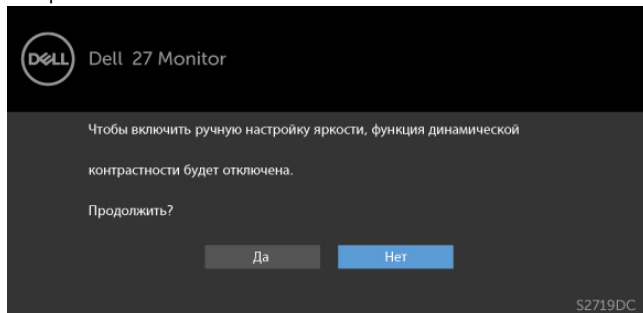 DELL
Dell 27 Monitor
Чтобы включить ручную настройку яркости, функция динамической
контрастности будет отключена.
Продолжить?
Да
Нет
S2719DC